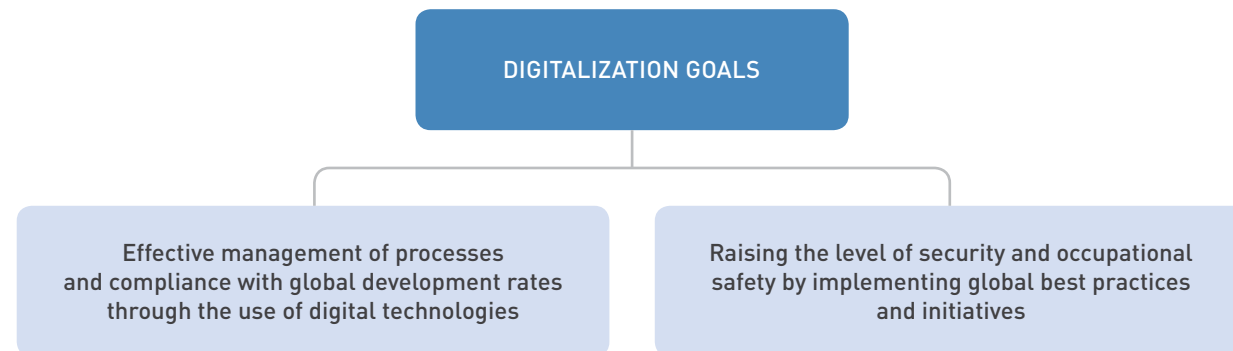 DIGITALIZATION GOALS
Effective management of processes
and compliance with global development rates
through the use of digital technologies
Raising the level of security and occupational
safety by implementing global best practices
and initiatives